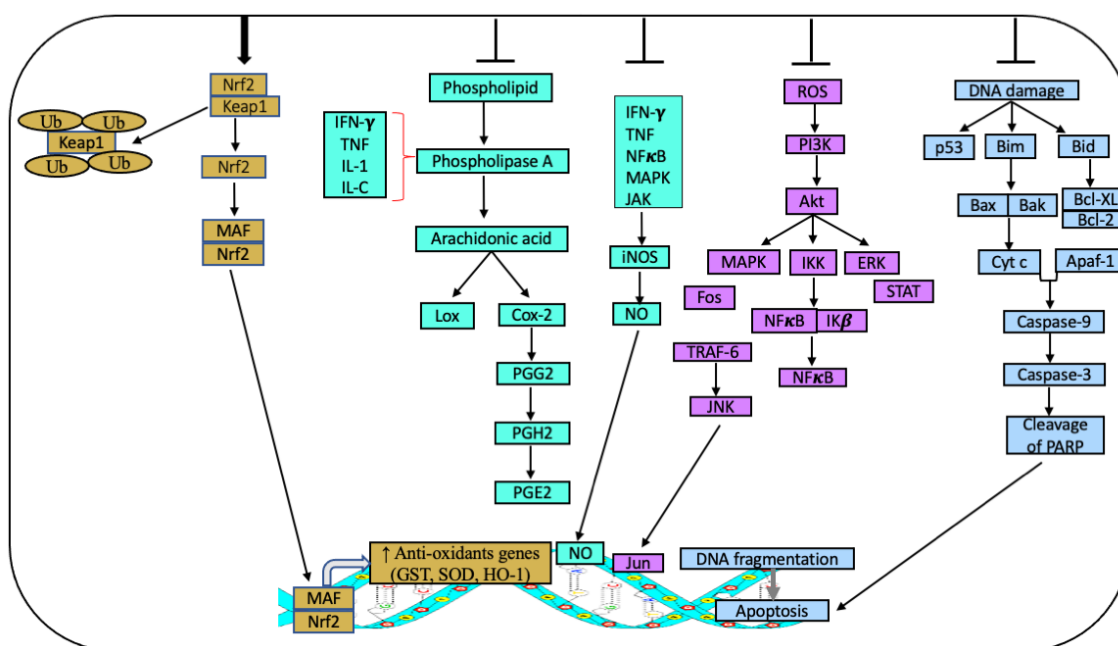 Nrf2
Keap1
Ub
Ub
Keap1
Ub
Ub
Nrf2
MAF
Nrf2
IFN-γ
TNF
IL-1
IL-C
Phospholipid
Phospholipase A
Arachidonic acid
Lox
Cox-2
PGG2
PGH2
PGE2
IFN-γ
TNF
NFκB
MAPK
JAK
iNOS
NO
ROS
PI3K
Akt
MAPK
IKK
ERK
Fos
STAT
NFκB
IKβ
TRAF-6
NFκB
JNK
DNA damage
p53
Bim
Bid
Bax
Bak
Bcl-XL
Bcl-2
Cyt c
Apaf-1
Caspase-9
Caspase-3
Cleavage
of PARP
MAF
Nrf2
↑ Anti-oxidants genes
(GST, SOD, HO-1)
NO
Jun
DNA fragmentation
Apoptosis